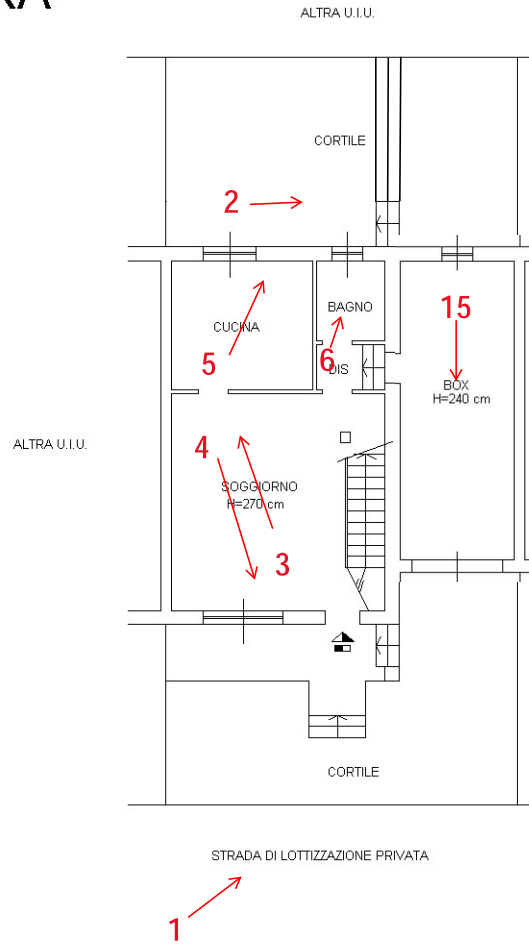 ALTRA U.I.U.
CORTILE
2
BAGNO
15
CUCINA
5
6
DIS
BOX
H=240 cm
ALTRA U.I.U.
4
SOGGIORNO
H=270 cm
3
CORTILE
STRADA DI LOTTIZZAZIONE PRIVATA
1